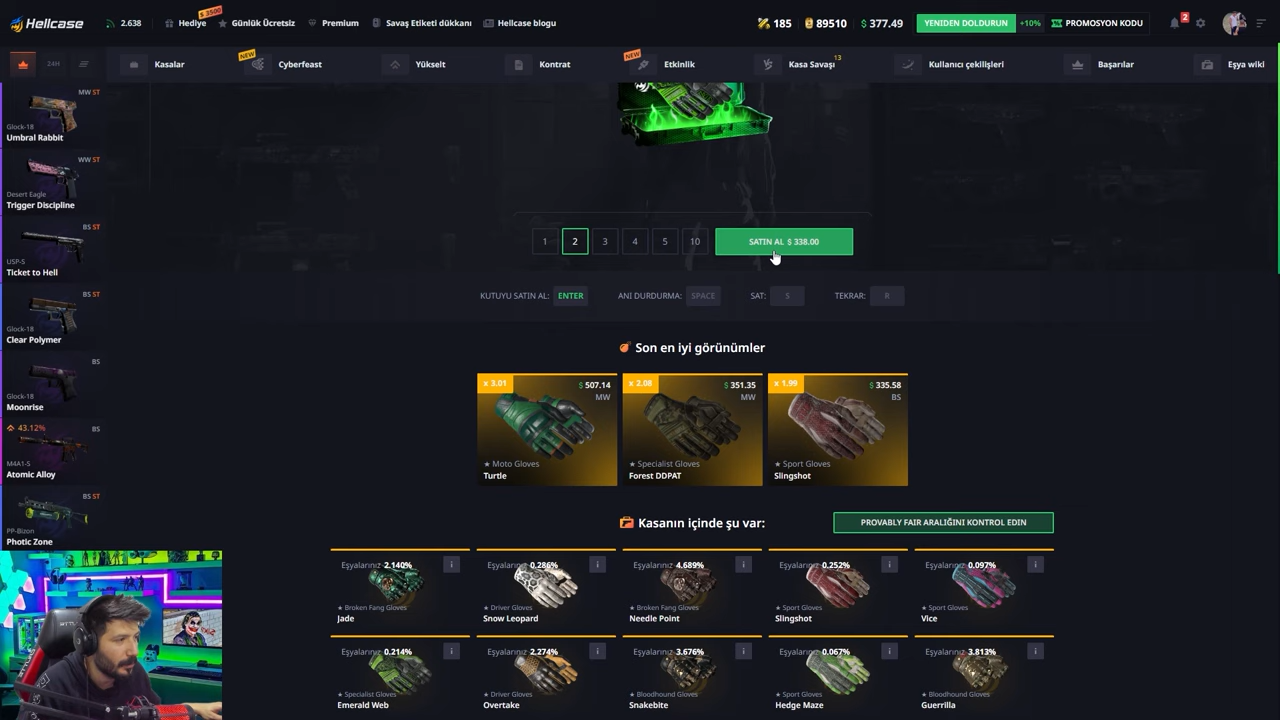 Hellcase
2.638
$ 3500
Hediye
Günlük Ücretsiz
Premium
Savaş Etiketi dükkanı
Hellcase blogu
185
89510
$ 377.49
YENİDEN DOLDURUN
+10%
PROMOSYON KODU
2
24H
Kasalar
NEW
Cyberfeast
Yükselt
Kontrat
NEW
Etkinlik
Kasa Savaşı
13
Kullanıcı çekilişleri
Başarılar
Eşya wiki
MW ST
Glock-18
Umbral Rabbit
WW ST
Desert Eagle
Trigger Discipline
BS ST
USP-S
Ticket to Hell
BS ST
Glock-18
Clear Polymer
BS
Glock-18
Moonrise
43.12%
BS
M4A1-S
Atomic Alloy
BS ST
PP-Bizon
Photic Zone
1
2
3
4
5
10
SATIN AL $ 338.00
KUTUYU SATIN AL:
ENTER
ANI DURDURMA:
SPACE
SAT:
S
TEKRAR:
R
Son en iyi görünümler
x 3.01
$ 507.14
MW
★ Moto Gloves
Turtle
x 2.08
$ 351.35
MW
★ Specialist Gloves
Forest DDPAT
x 1.99
$ 335.58
BS
★ Sport Gloves
Slingshot
Kasanın içinde şu var:
PROVABLY FAIR ARALIĞINI KONTROL EDIN
Eşyalarınız 2.140%
i
★ Broken Fang Gloves
Jade
Eşyalarınız 0.286%
i
★ Driver Gloves
Snow Leopard
Eşyalarınız 4.689%
i
★ Broken Fang Gloves
Needle Point
Eşyalarınız 0.252%
i
★ Sport Gloves
Slingshot
Eşyalarınız 0.097%
i
★ Sport Gloves
Vice
Eşyalarınız 0.214%
i
★ Specialist Gloves
Emerald Web
Eşyalarınız 2.274%
i
★ Driver Gloves
Overtake
Eşyalarınız 3.676%
i
★ Bloodhound Gloves
Snakebite
Eşyalarınız 0.067%
i
★ Sport Gloves
Hedge Maze
Eşyalarınız 3.813%
i
★ Bloodhound Gloves
Guerrilla